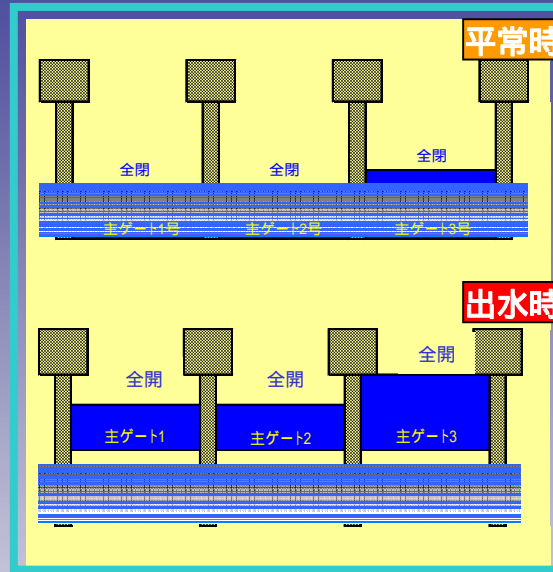 平常時
全閉 全閉 全閉
主ゲート1号 主ゲート2号 主ゲート3号
出水時
全開 全開 全開
主ゲート1 主ゲート2 主ゲート3